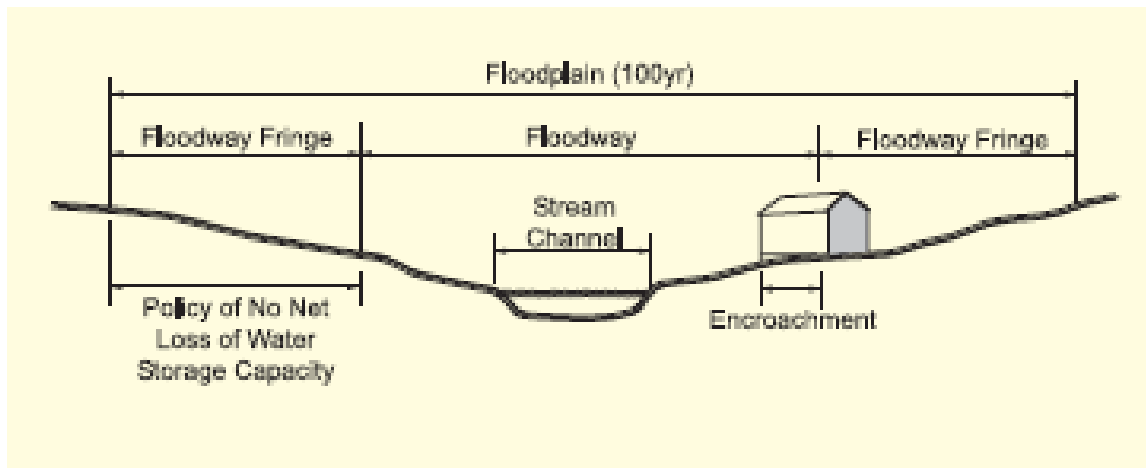 Floodplain (100yr)
Floodway Fringe
Floodway
Floodway Fringe
Stream
Channel
Policy of No Net
Loss of Water
Storage Capacity
Encroachment